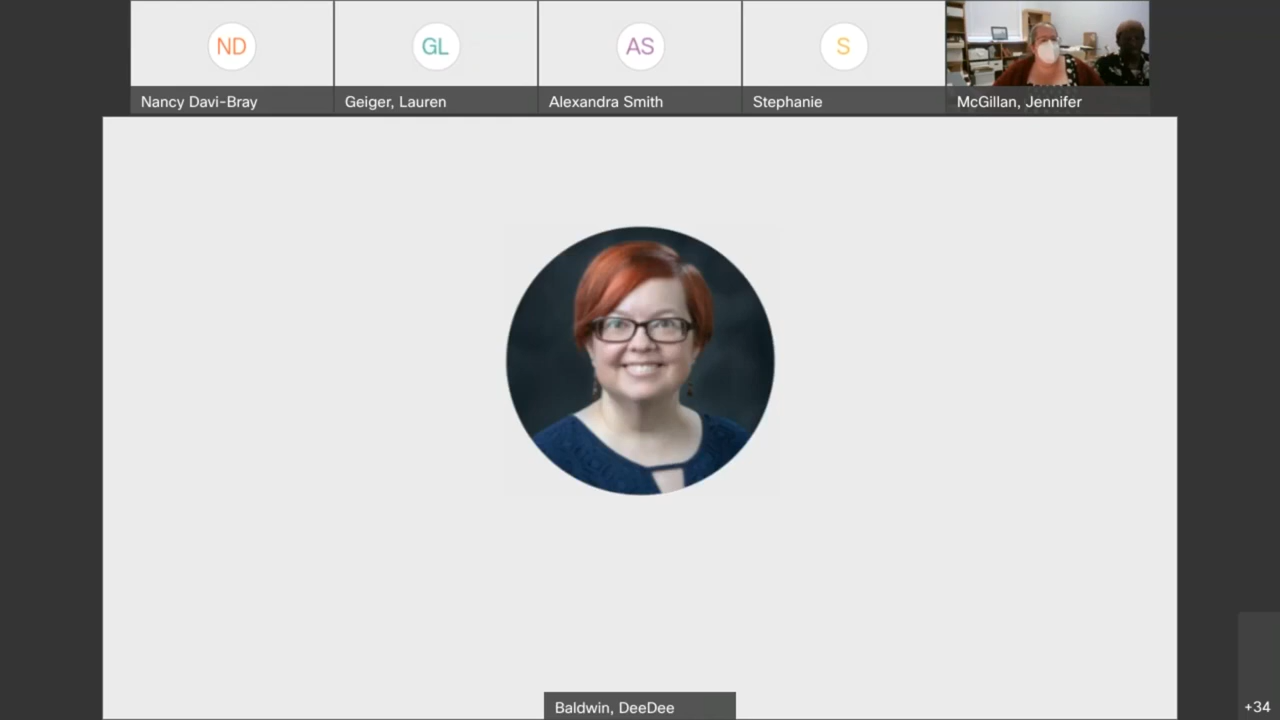 ND
GL
AS
S
Nancy Davi-Bray
Geiger, Lauren
Alexandra Smith
Stephanie
McGillan, Jennifer
Baldwin, DeeDee
+34